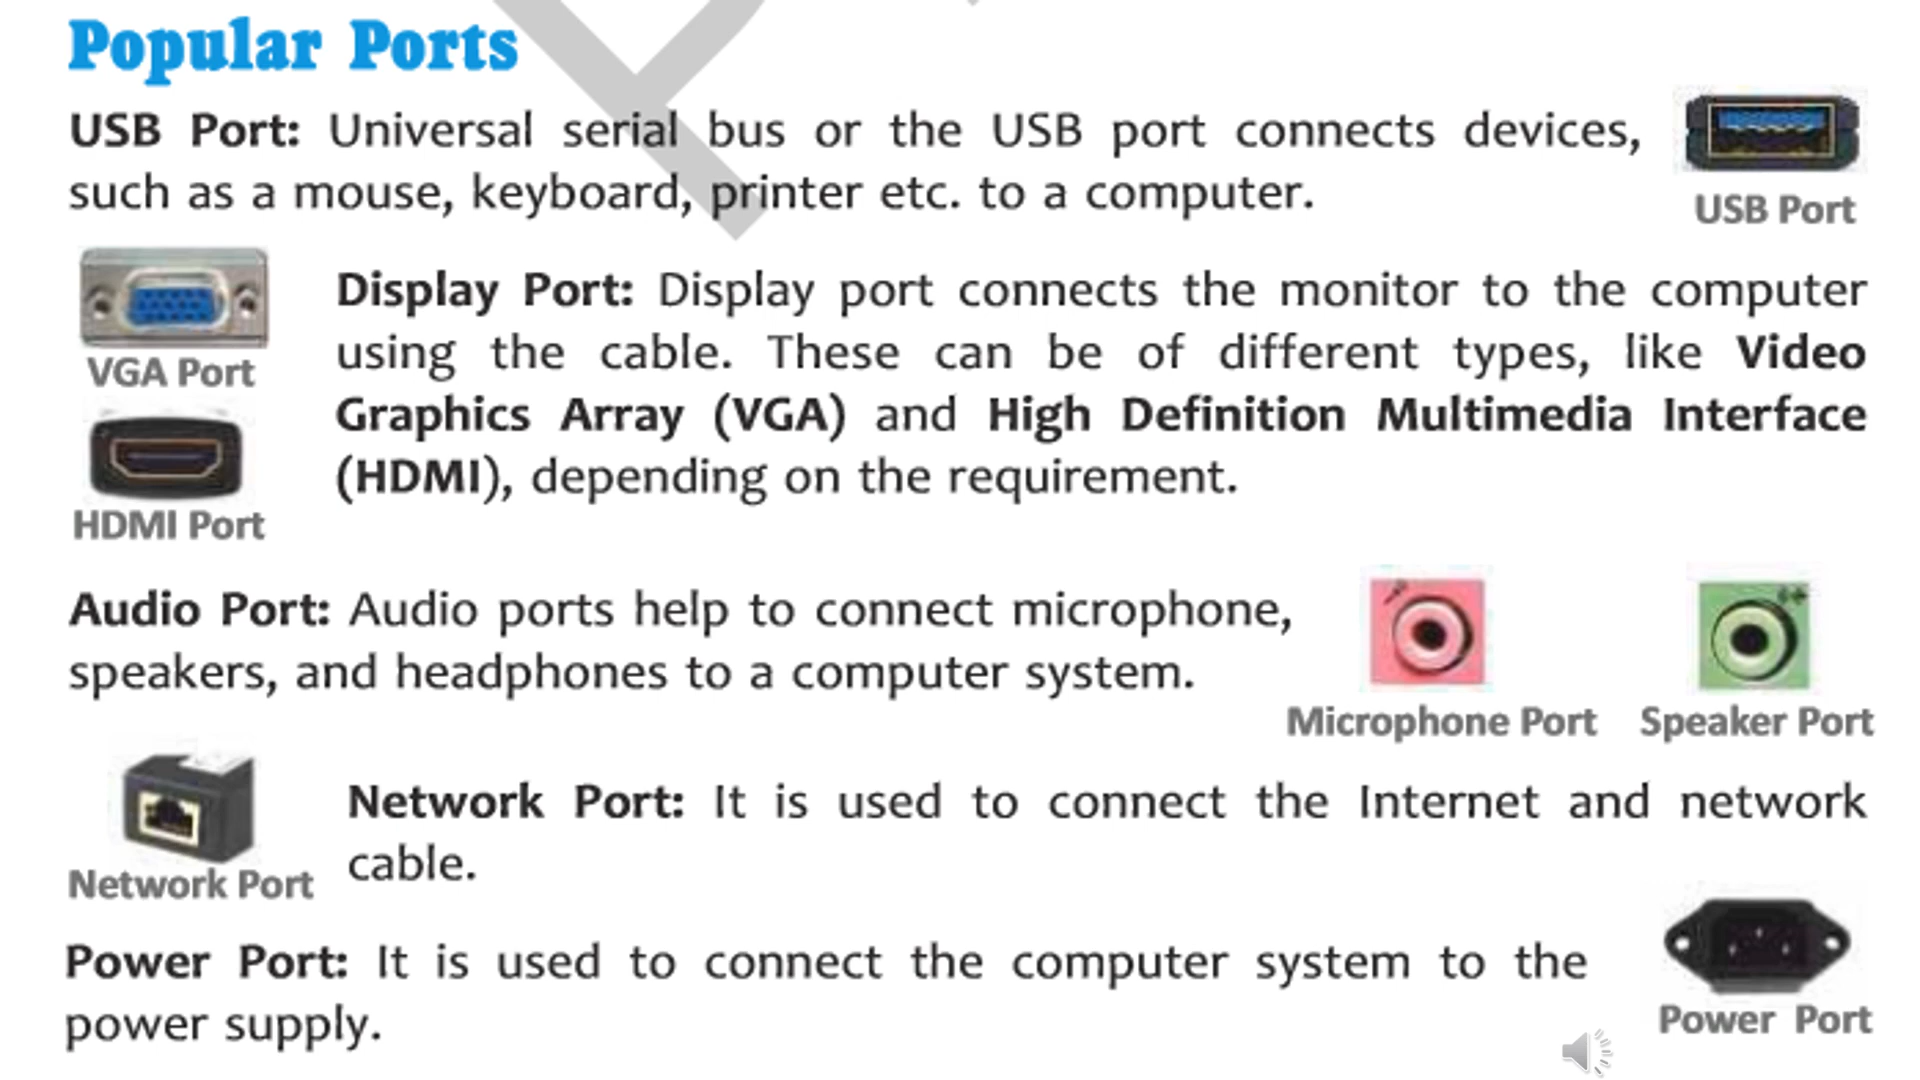 Popular Ports
USB Port: Universal serial bus or the USB port connects devices,
such as a mouse, keyboard, printer etc. to a computer.
USB Port
VGA Port
Display Port: Display port connects the monitor to the computer
using the cable. These can be of different types, like Video
Graphics Array (VGA) and High Definition Multimedia Interface
(HDMI), depending on the requirement.
HDMI Port
Audio Port: Audio ports help to connect microphone,
speakers, and headphones to a computer system.
Microphone Port
Speaker Port
Network Port: It is used to connect the Internet and network
cable.
Network Port
Power Port: It is used to connect the computer system to the
power supply.
Power Port